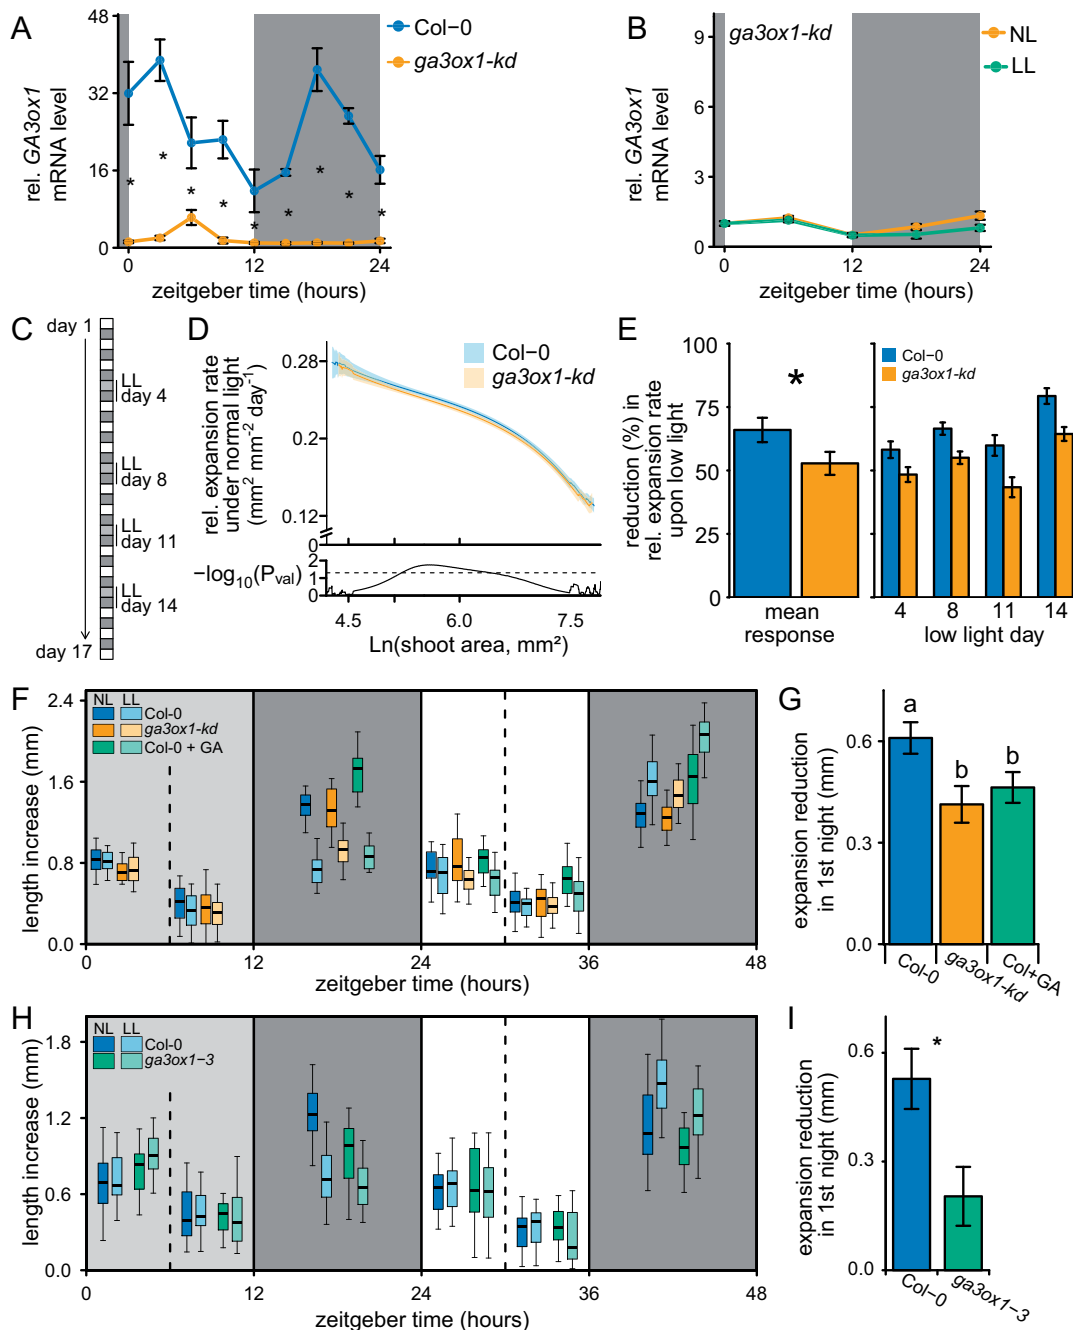 A
rel. GA3ox1
mRNA level
48
32
16
0
Col−0
ga3ox1-kd
* * * * * * * * *
0 12 24
zeitgeber time (hours)
B
rel. GA3ox1
mRNA level
9
6
3
0
ga3ox1-kd
NL
LL
0 12 24
zeitgeber time (hours)
C
day 1
LL
day 4
LL
day 8
LL
day 11
LL
day 14
day 17
D
rel. expansion rate
under normal light
(mm² mm⁻² day⁻¹)
0.28
0.2
0.12
0
Col−0
ga3ox1-kd
−log₁₀(Pval)
2
1
0
4.5 6.0 7.5
Ln(shoot area, mm²)
E
reduction (%) in
rel. expansion rate
upon low light
100
75
50
25
0
*
mean
response
Col−0
ga3ox1-kd
4 8 11 14
low light day
F
length increase (mm)
2.4
1.6
0.8
0.0
NL LL
Col-0
ga3ox1-kd
Col-0 + GA
0 12 24 36 48
zeitgeber time (hours)
G
expansion reduction
in 1st night (mm)
0.6
0.3
0.0
a
b
b
Col-0
ga3ox1-kd
Col+GA
H
length increase (mm)
1.8
1.2
0.6
0.0
NL LL
Col-0
ga3ox1−3
0 12 24 36 48
zeitgeber time (hours)
I
expansion reduction
in 1st night (mm)
0.6
0.3
0.0
*
Col−0
ga3ox1−3